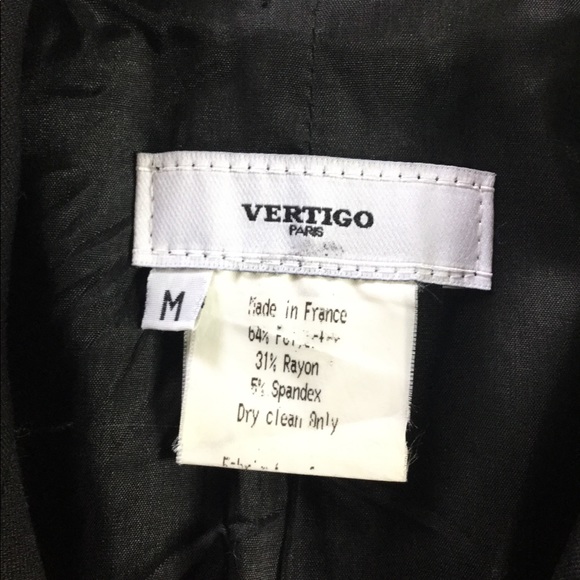 VERTIGO
PARIS
M
Made in France
64%
31% Rayon
5% Spandex
Dry clean Only